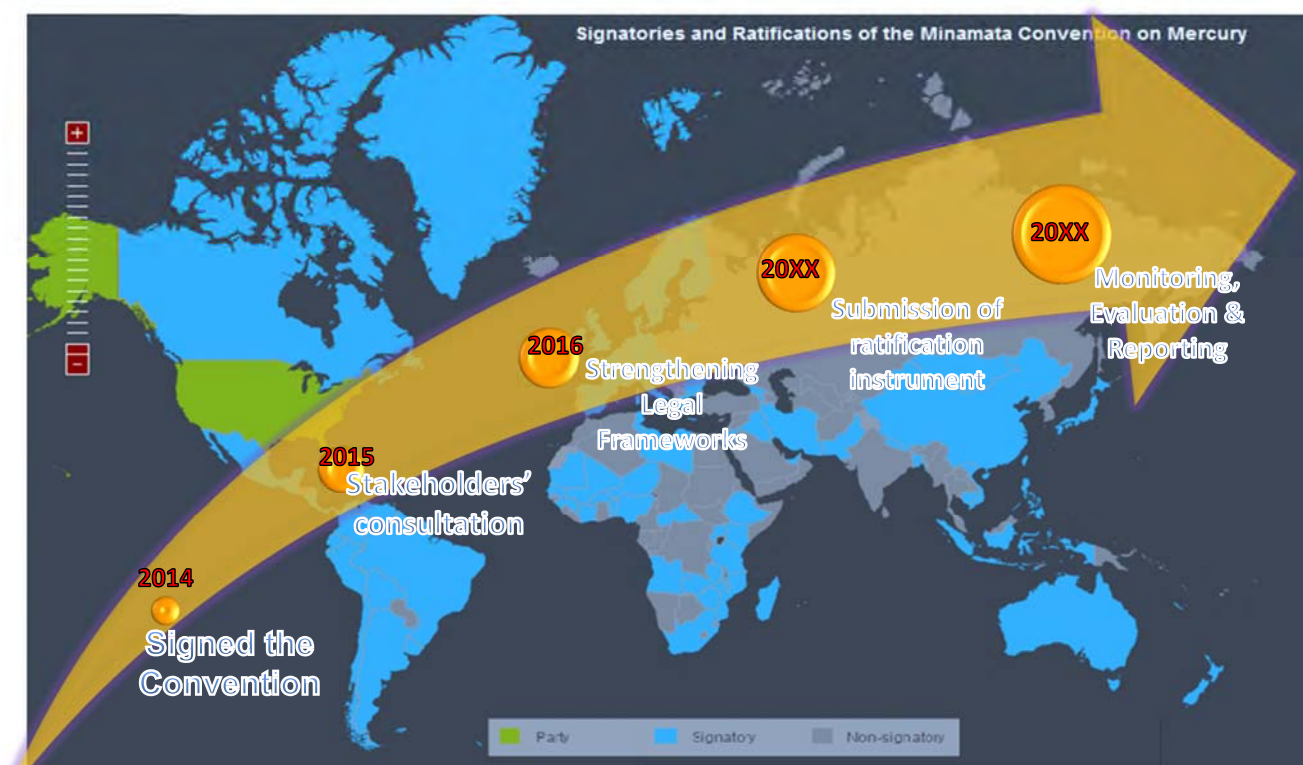 Signatories and Ratifications of the Minamata Convention on Mercury
+
-
2014
Signed the
Convention
2015
Stakeholders'
consultation
2016
Strengthening
Legal
Frameworks
20XX
Submission of
ratification
instrument
20XX
Monitoring,
Evaluation &
Reporting
Party
Signatory
Non-signatory